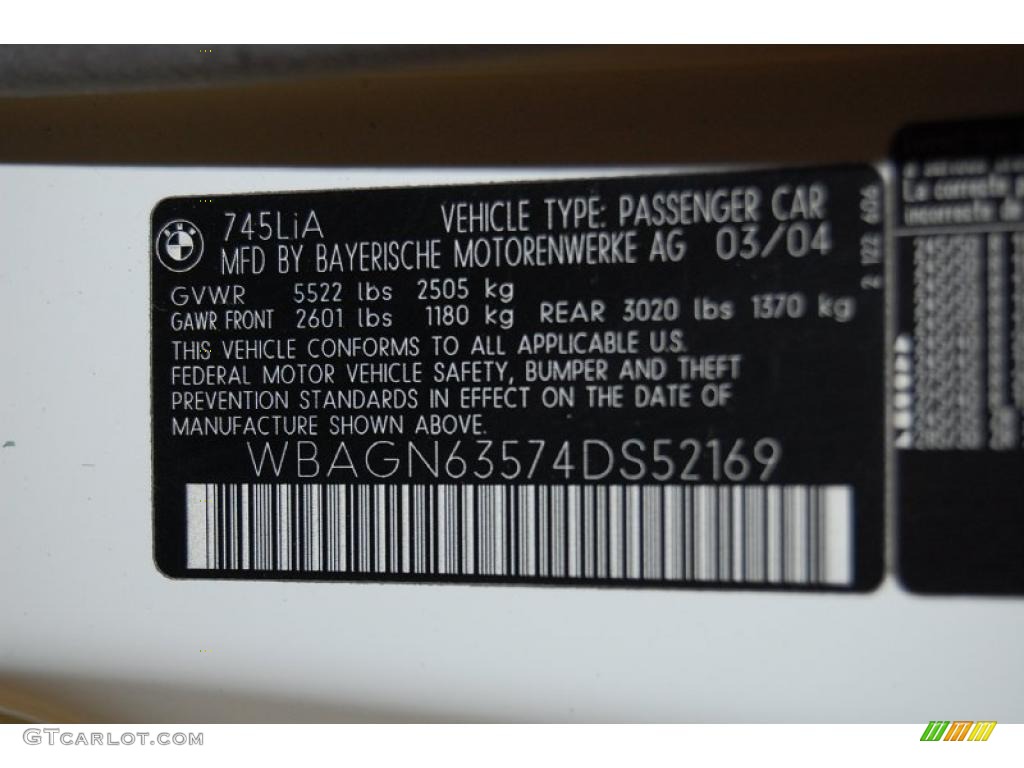 745LiA VEHICLE TYPE: PASSENGER CAR
MFD BY BAYERISCHE MOTORENWERKE AG 03/04
GVWR 5522 lbs 2505 kg
GAWR FRONT 2601 lbs 1180 kg REAR 3020 lbs 1370 kg
THIS VEHICLE CONFORMS TO ALL APPLICABLE U.S.
FEDERAL MOTOR VEHICLE SAFETY, BUMPER AND THEFT
PREVENTION STANDARDS IN EFFECT ON THE DATE OF
MANUFACTURE SHOWN ABOVE.
WBAGN63574DS52169
2 122 606
BMW
La correcte
GTCARLOT.COM